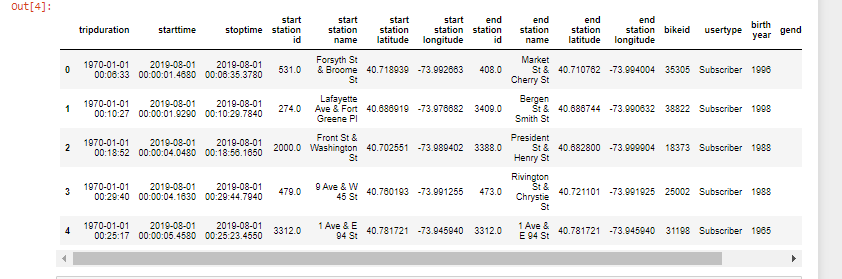 Out[4]:
tripduration starttime stoptime start station id start station name start station latitude start station longitude end station id end station name end station latitude end station longitude bikeid usertype birth year gend
0 1970-01-01 00:06:33 2019-08-01 00:00:01.4680 2019-08-01 00:06:35.3780 531.0 Forsyth St & Broome St 40.718939 -73.992663 408.0 Market St & Cherry St 40.710762 -73.994004 35305 Subscriber 1996
1 1970-01-01 00:10:27 2019-08-01 00:00:01.9290 2019-08-01 00:10:29.7840 274.0 Lafayette Ave & Fort Greene Pl 40.686919 -73.976682 3409.0 Bergen St & Smith St 40.686744 -73.990632 38822 Subscriber 1998
2 1970-01-01 00:18:52 2019-08-01 00:00:04.0480 2019-08-01 00:18:56.1650 2000.0 Front St & Washington St 40.702551 -73.989402 3388.0 President St & Henry St 40.682800 -73.999904 18373 Subscriber 1988
3 1970-01-01 00:29:40 2019-08-01 00:00:04.1630 2019-08-01 00:29:44.7940 479.0 9 Ave & W 45 St 40.760193 -73.991255 473.0 Rivington St & Chrystie St 40.721101 -73.991925 25002 Subscriber 1988
4 1970-01-01 00:25:17 2019-08-01 00:00:05.4580 2019-08-01 00:25:23.4550 3312.0 1 Ave & E 94 St 40.781721 -73.945940 3312.0 1 Ave & E 94 St 40.781721 -73.945940 31198 Subscriber 1965